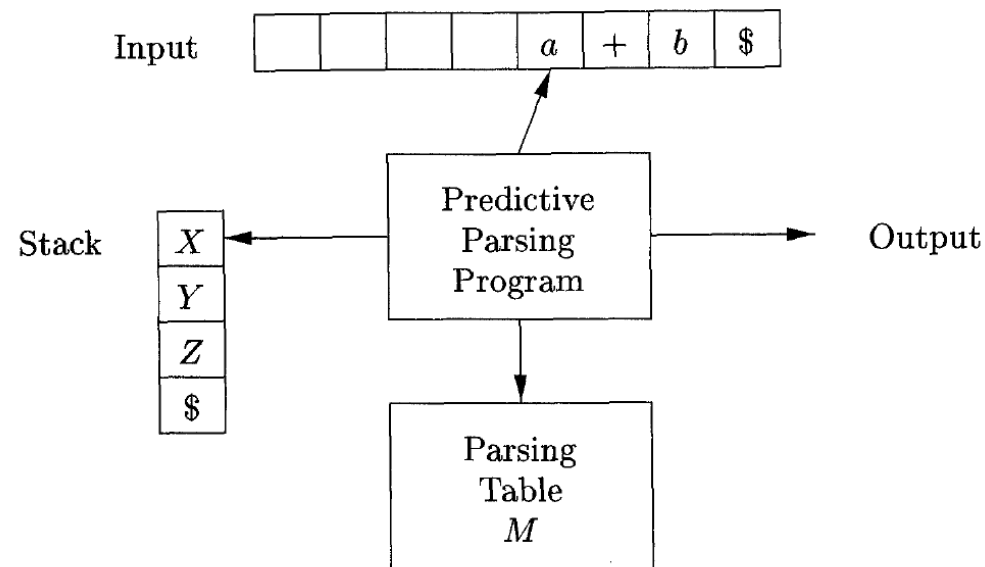 Input
a + b $
Predictive
Parsing
Program
Stack
X
Y
Z
$
Output
Parsing
Table
M